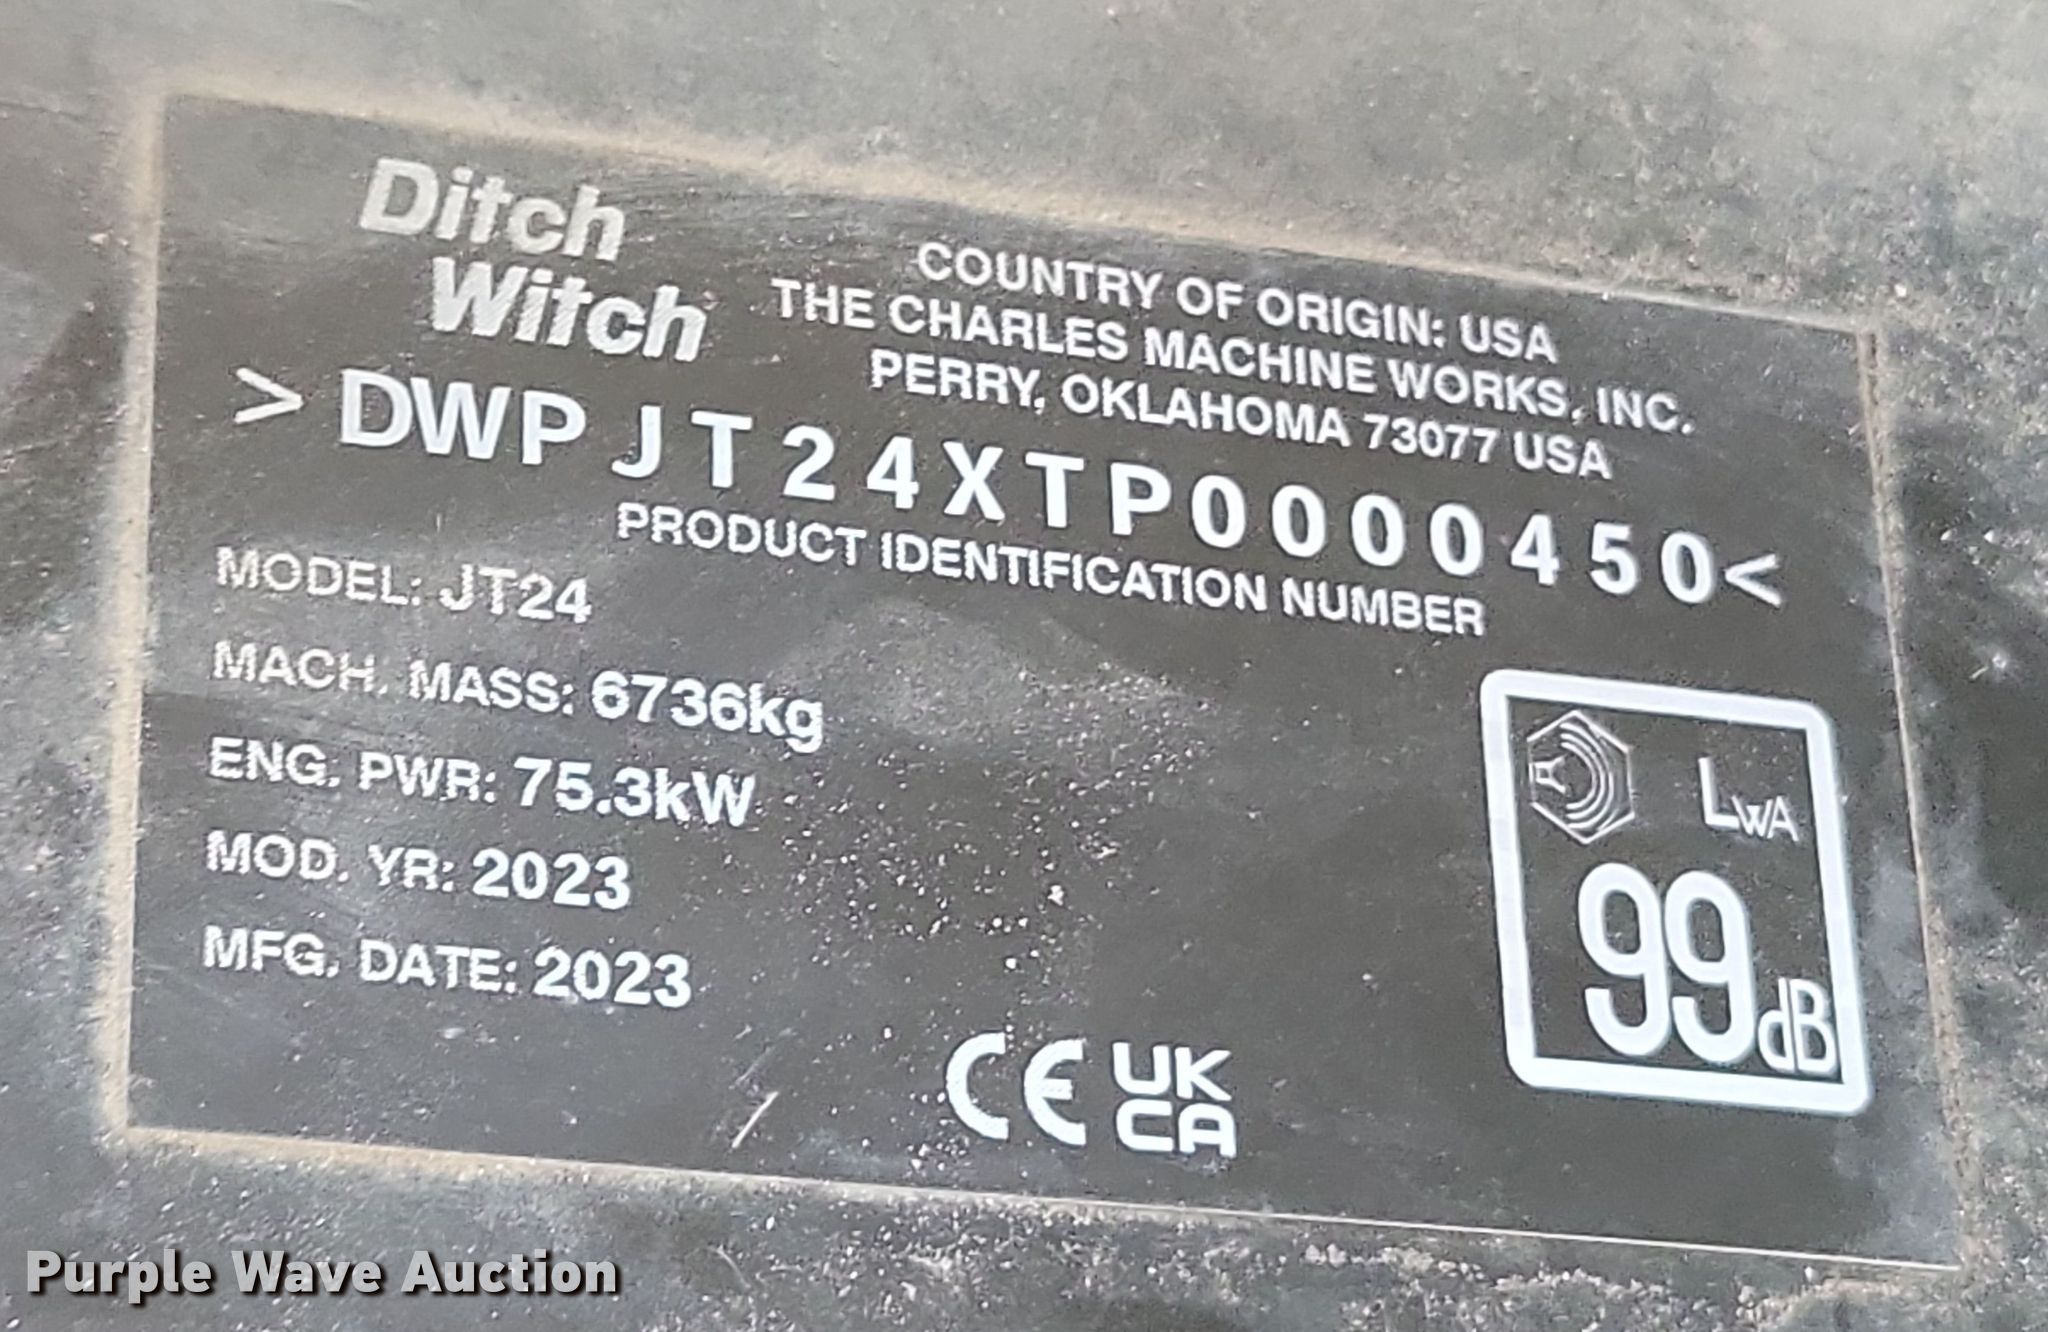 Ditch
Witch
COUNTRY OF ORIGIN: USA
THE CHARLES MACHINE WORKS, INC.
PERRY, OKLAHOMA 73077 USA
>DWPJT24XTP0000450<
PRODUCT IDENTIFICATION NUMBER
MODEL: JT24
MACH. MASS: 6736kg
ENG. PWR: 75.3kW
MOD. YR: 2023
MFG. DATE: 2023
LWA
99dB
CE UK
CA
Purple Wave Auction